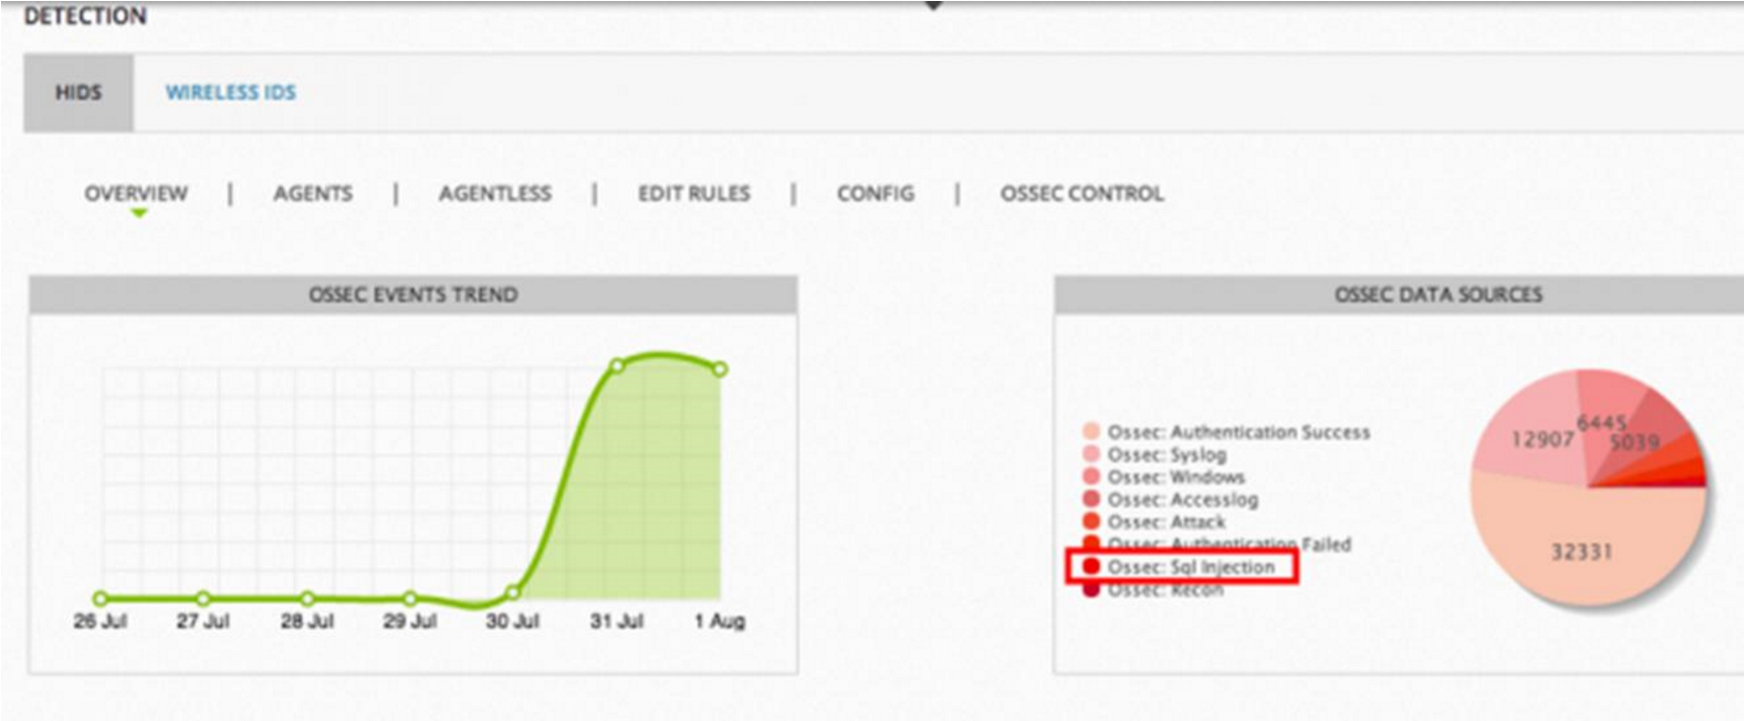 DETECTION
HIDS WIRELESS IDS
OVERVIEW | AGENTS | AGENTLESS | EDIT RULES | CONFIG | OSSEC CONTROL
OSSEC EVENTS TREND
26 Jul 27 Jul 28 Jul 29 Jul 30 Jul 31 Jul 1 Aug
OSSEC DATA SOURCES
Ossec: Authentication Success
Ossec: Syslog
Ossec: Windows
Ossec: Accesslog
Ossec: Attack
Ossec: Authentication Failed
Ossec: Sql Injection
Ossec: Recon
6445
12907
5039
32331